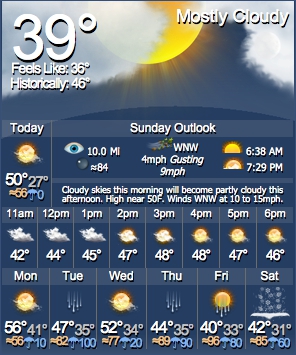 39°
Mostly Cloudy
Feels Like: 36°
Historically: 46°
Today
Sunday Outlook
10.0 Mi
WNW
6:38 AM
≈84
4mph Gusting 9mph
7:29 PM
50° 27°
≈56 0
Cloudy skies this morning will become partly cloudy this
afternoon. High near 50F. Winds WNW at 10 to 15mph.
11am 12pm 1pm 2pm 3pm 4pm 5pm 6pm
42° 44° 45° 47° 48° 48° 47° 46°
Mon Tue Wed Thu Fri Sat
56° 41° 47° 35° 52° 34° 44° 35° 40° 33° 42° 31°
≈56 10 ≈82 100 ≈77 20 ≈89 90 ≈96 80 ≈85 60